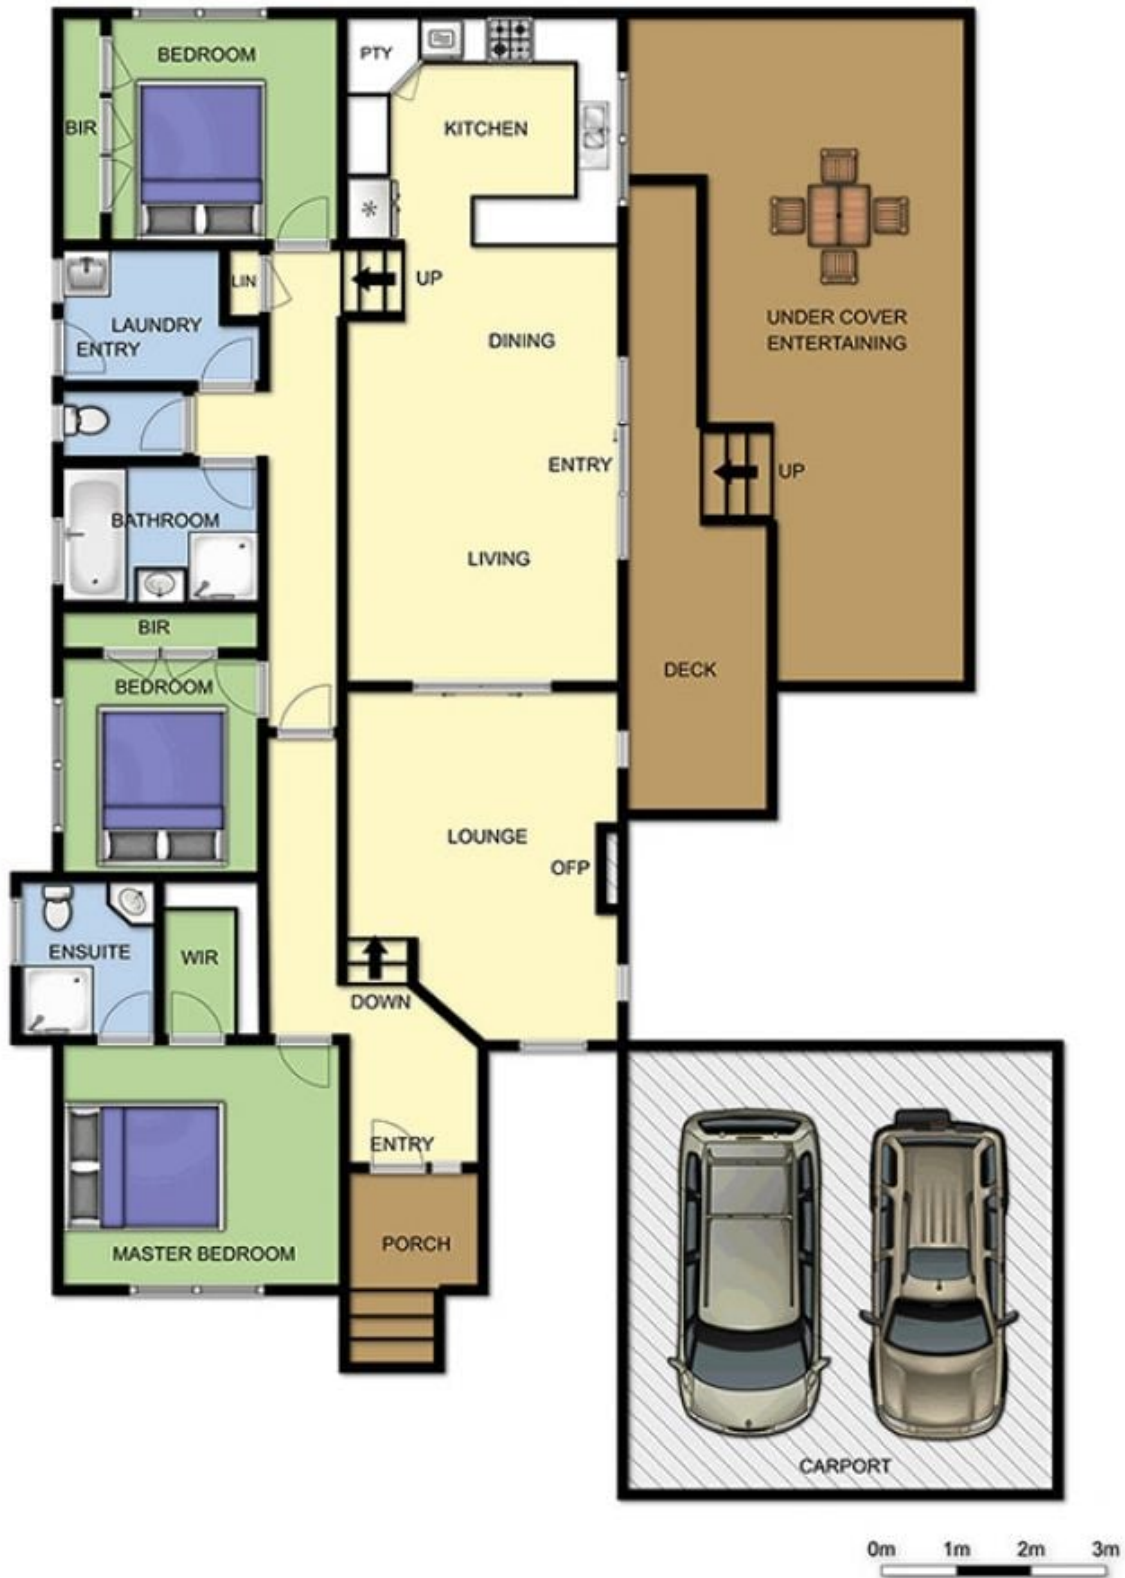 BEDROOM
PTY
BIR
KITCHEN
LIN
UP
LAUNDRY
ENTRY
DINING
UNDER COVER
ENTERTAINING
ENTRY
UP
BATHROOM
LIVING
BIR
BEDROOM
DECK
LOUNGE
OFP
ENSUITE
WIR
DOWN
ENTRY
MASTER BEDROOM
PORCH
CARPORT
0m 1m 2m 3m